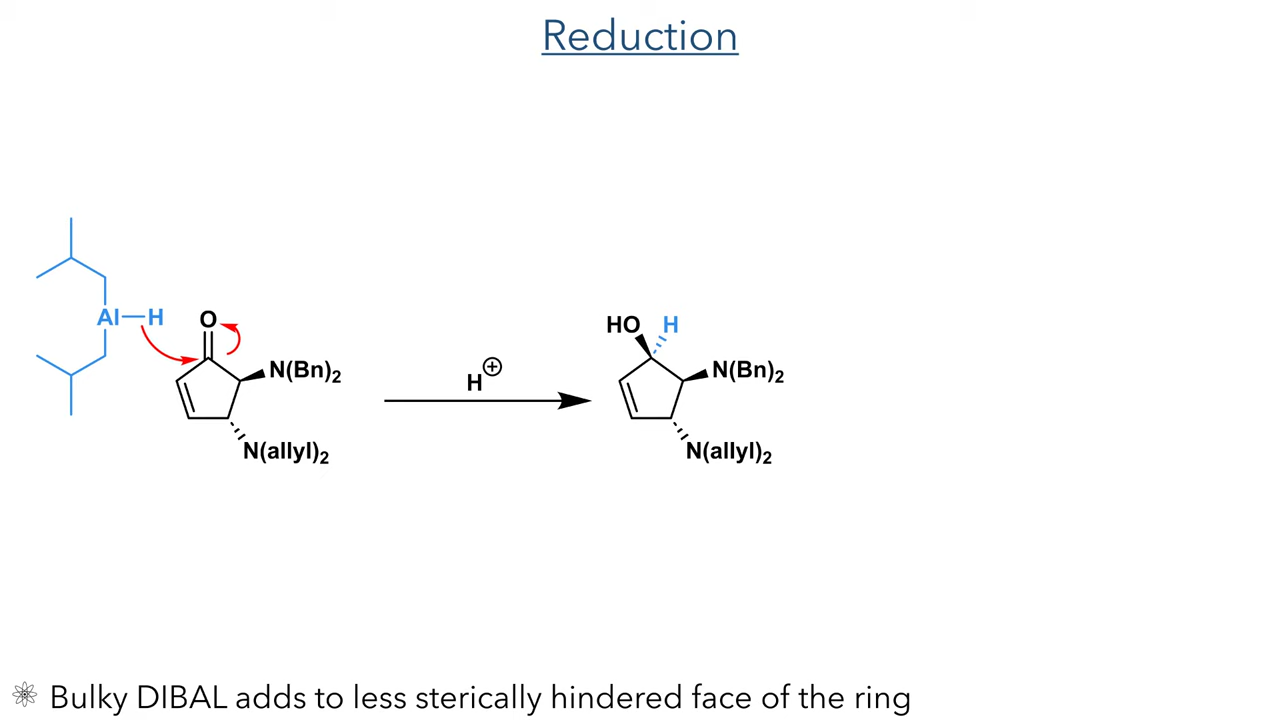 Reduction
Al—H
O
N(Bn)₂
N(allyl)₂
H⊕
HO H
N(Bn)₂
N(allyl)₂
Bulky DIBAL adds to less sterically hindered face of the ring